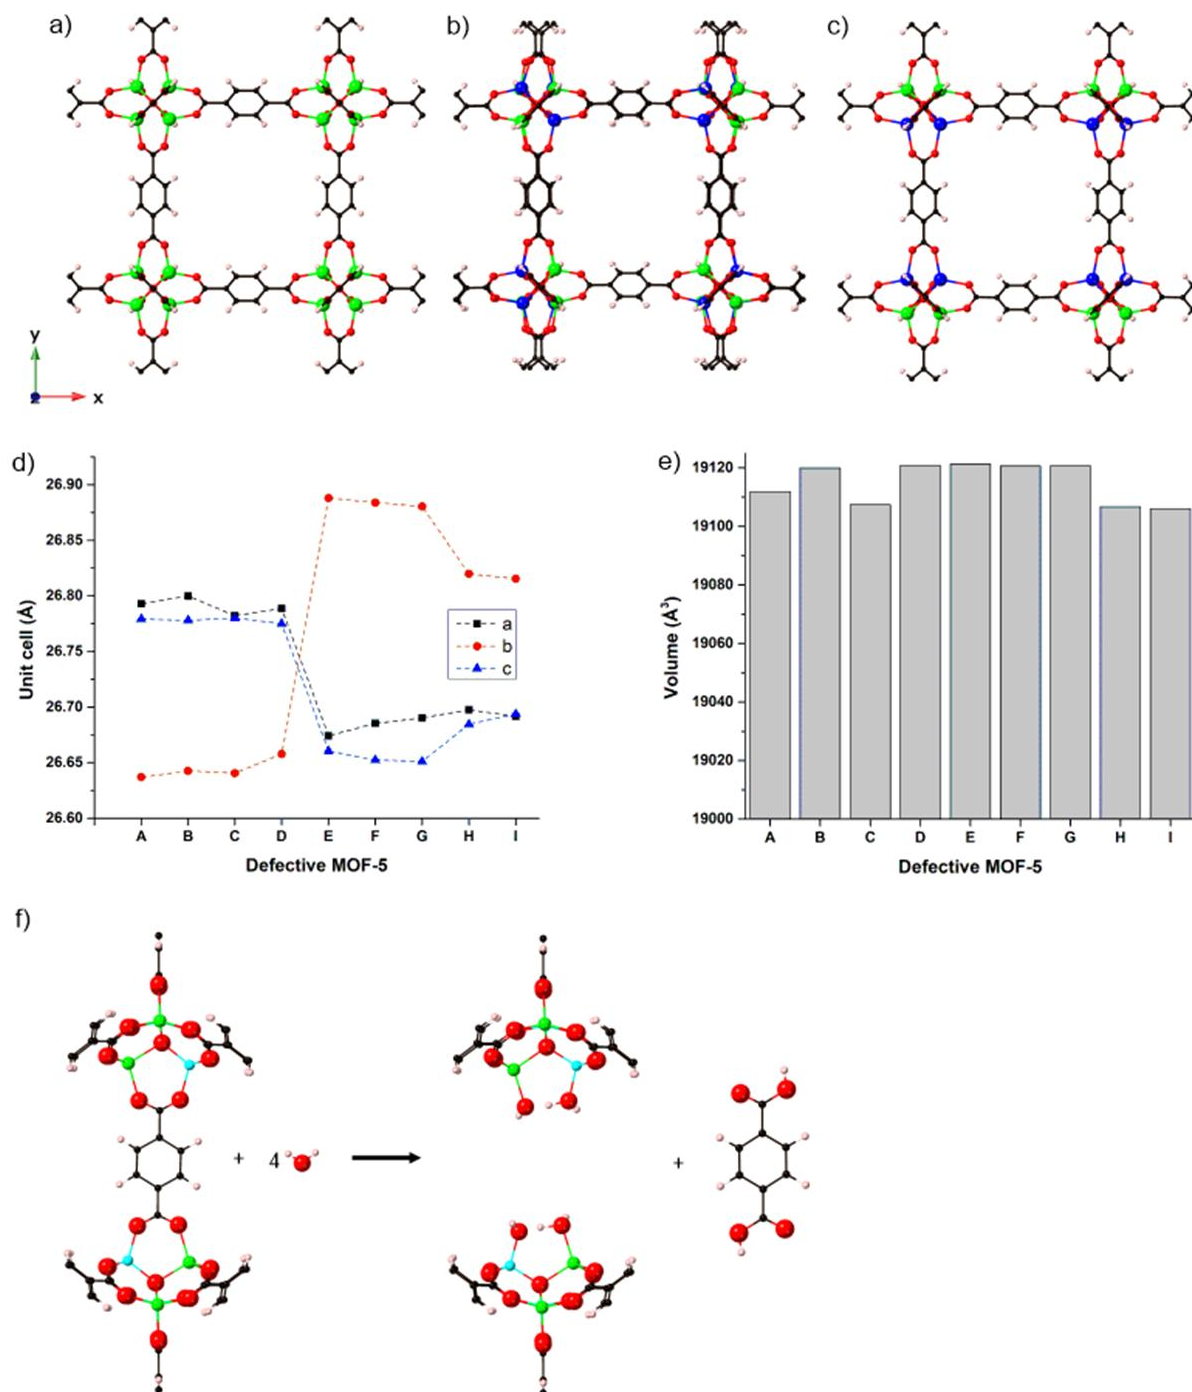 a)
b)
c)
y
z
x
d)
26.90
26.85
26.80
26.75
26.70
26.65
26.60
Unit cell (Å)
a
b
c
A B C D E F G H I
Defective MOF-5
e)
19120
19100
19080
19060
19040
19020
19000
Volume (Å³)
A B C D E F G H I
Defective MOF-5
f)
+ 4
+